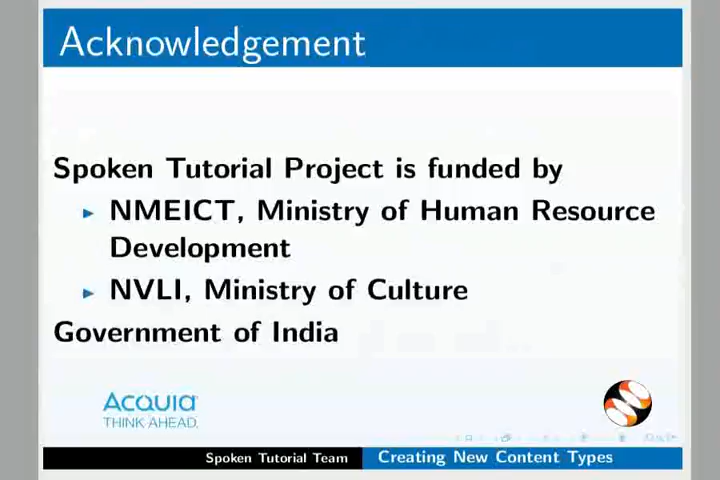 Acknowledgement
Spoken Tutorial Project is funded by
NMEICT, Ministry of Human Resource
Development
NVLI, Ministry of Culture
Government of India
Acquia
THINK AHEAD.
Spoken Tutorial Team Creating New Content Types